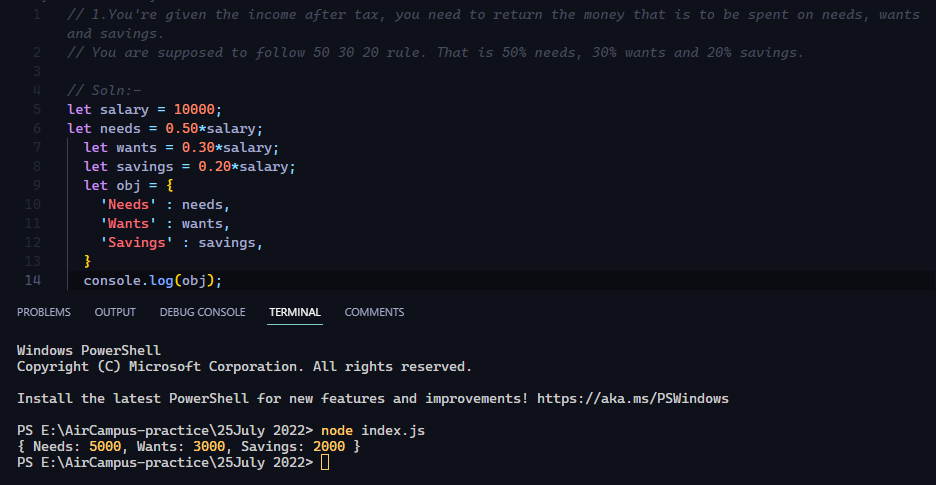 1 // 1.You're given the income after tax, you need to return the money that is to be spent on needs, wants
and savings.
2 // You are supposed to follow 50 30 20 rule. That is 50% needs, 30% wants and 20% savings.
3
4 // Soln:-
5 let salary = 10000;
6 let needs = 0.50*salary;
7 let wants = 0.30*salary;
8 let savings = 0.20*salary;
9 let obj = {
10 'Needs' : needs,
11 'Wants' : wants,
12 'Savings' : savings,
13 }
14 console.log(obj);
PROBLEMS OUTPUT DEBUG CONSOLE TERMINAL COMMENTS
Windows PowerShell
Copyright (C) Microsoft Corporation. All rights reserved.
Install the latest PowerShell for new features and improvements! https://aka.ms/PSWindows
PS E:\AirCampus-practice\25July 2022> node index.js
{ Needs: 5000, Wants: 3000, Savings: 2000 }
PS E:\AirCampus-practice\25July 2022>